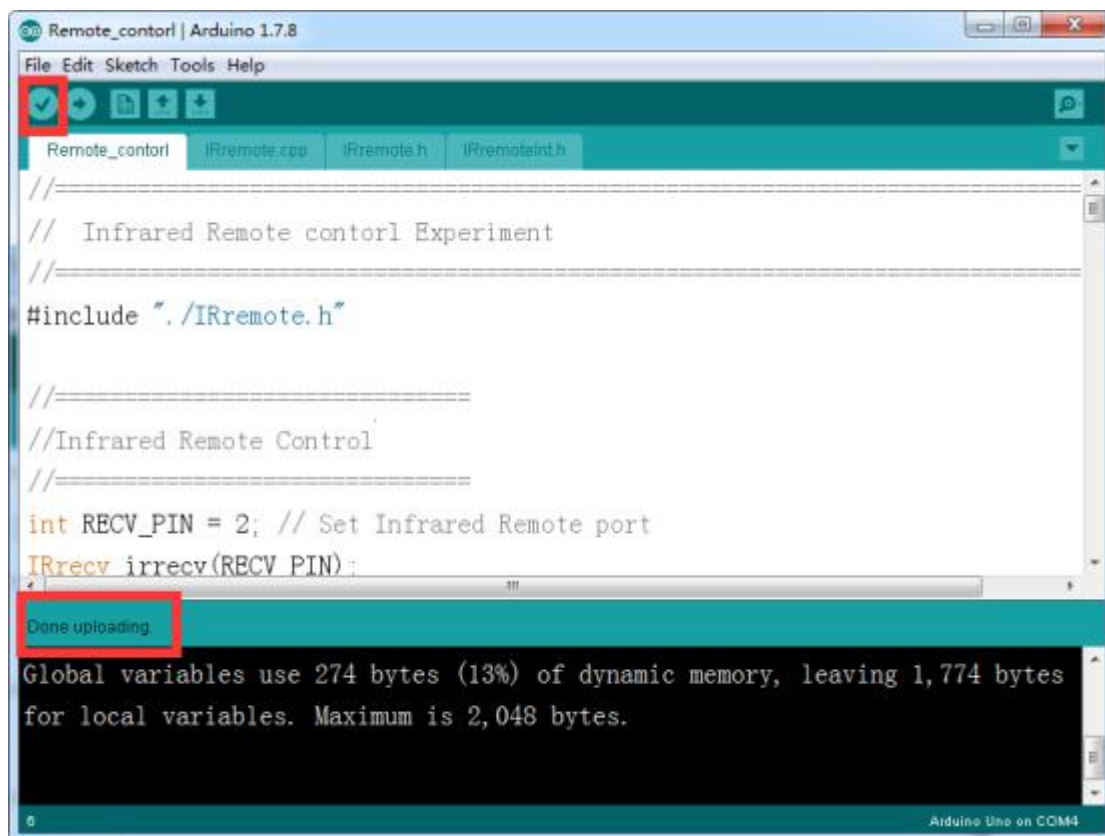 Remote_contorl | Arduino 1.7.8
File Edit Sketch Tools Help
Remote_contorl IRremote.cpp IRremote.h IRremoteInt.h
//===========================================================================
// Infrared Remote contorl Experiment
//===========================================================================
#include "./IRremote.h"
//==============================
//Infrared Remote Control
//==============================
int RECV_PIN = 2; // Set Infrared Remote port
IRrecv irrecv(RECV_PIN);
Done uploading.
Global variables use 274 bytes (13%) of dynamic memory, leaving 1,774 bytes
for local variables. Maximum is 2,048 bytes.
6 Arduino Uno on COM4